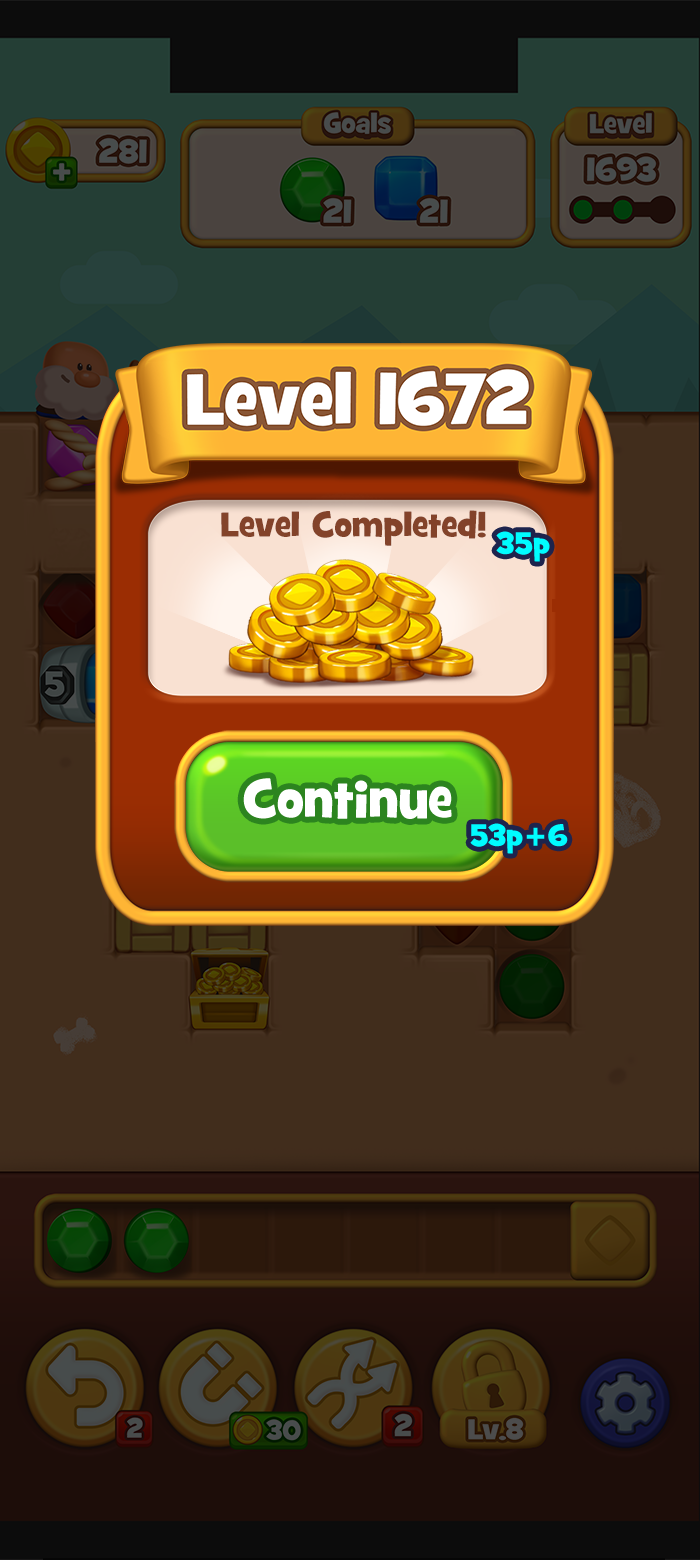 281
Goals
21
21
Level
1693
Level 1672
Level Completed!
35p
5
Continue
53p+6
2
30
2
Lv.8